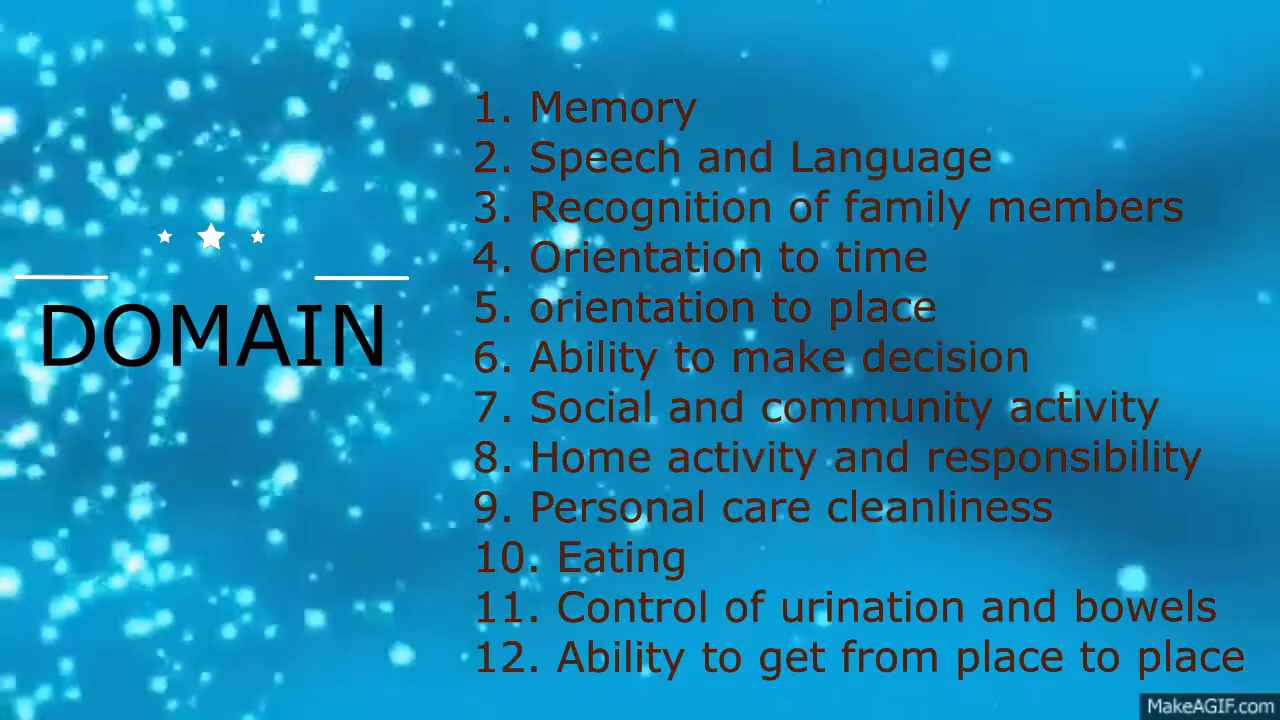 DOMAIN
1. Memory
2. Speech and Language
3. Recognition of family members
4. Orientation to time
5. orientation to place
6. Ability to make decision
7. Social and community activity
8. Home activity and responsibility
9. Personal care cleanliness
10. Eating
11. Control of urination and bowels
12. Ability to get from place to place
MakeAGIF.com